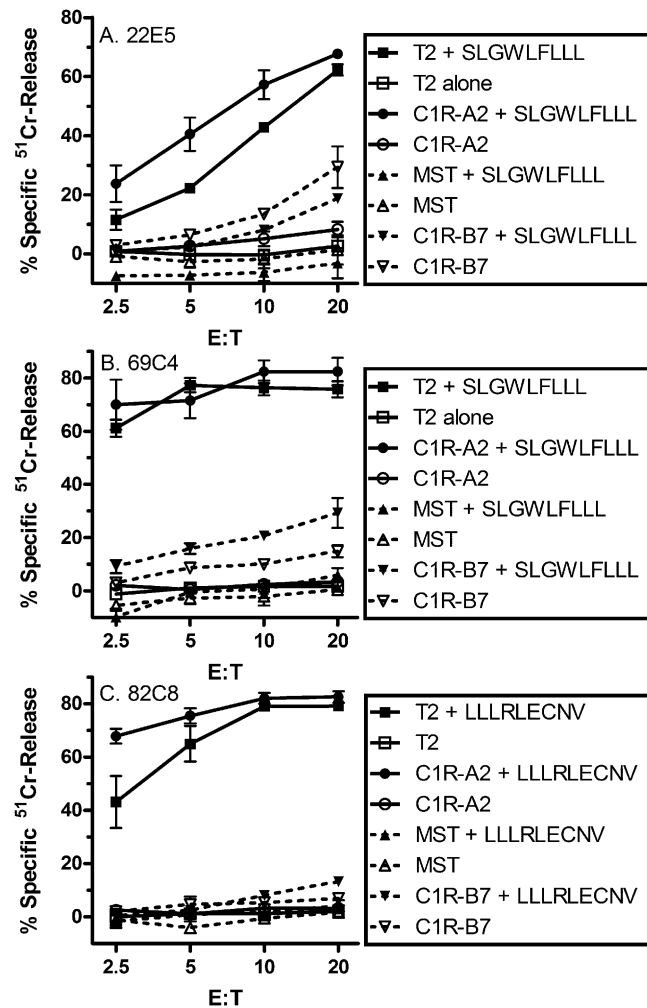 A. 22E5
% Specific ⁵¹Cr-Release
80
60
40
20
0
2.5 5 10 20
E:T
T2 + SLGWLFLLL
T2 alone
C1R-A2 + SLGWLFLLL
C1R-A2
MST + SLGWLFLLL
MST
C1R-B7 + SLGWLFLLL
C1R-B7
B. 69C4
% Specific ⁵¹Cr-Release
80
60
40
20
0
2.5 5 10 20
E:T
T2 + SLGWLFLLL
T2 alone
C1R-A2 + SLGWLFLLL
C1R-A2
MST + SLGWLFLLL
MST
C1R-B7 + SLGWLFLLL
C1R-B7
C. 82C8
% Specific ⁵¹Cr-Release
80
60
40
20
0
2.5 5 10 20
E:T
T2 + LLLRLECNV
T2
C1R-A2 + LLLRLECNV
C1R-A2
MST + LLLRLECNV
MST
C1R-B7 + LLLRLECNV
C1R-B7